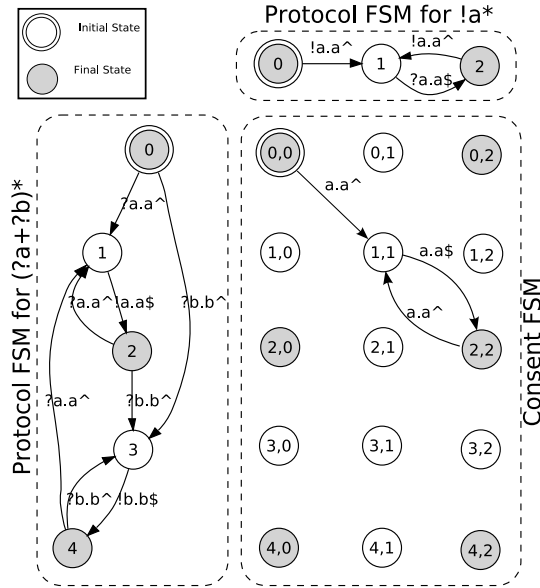 Protocol FSM for !a*
Initial State
Final State
0
!a.a^
1
!a.a^
2
?a.a$
Protocol FSM for (?a+?b)*
0
?a.a^
1
?a.a^
!a.a$
?b.b^
2
?a.a^
?b.b^
3
?b.b^
!b.b$
4
Consent FSM
0,0
0,1
0,2
a.a^
1,0
1,1
a.a$
1,2
a.a^
2,0
2,1
2,2
3,0
3,1
3,2
4,0
4,1
4,2